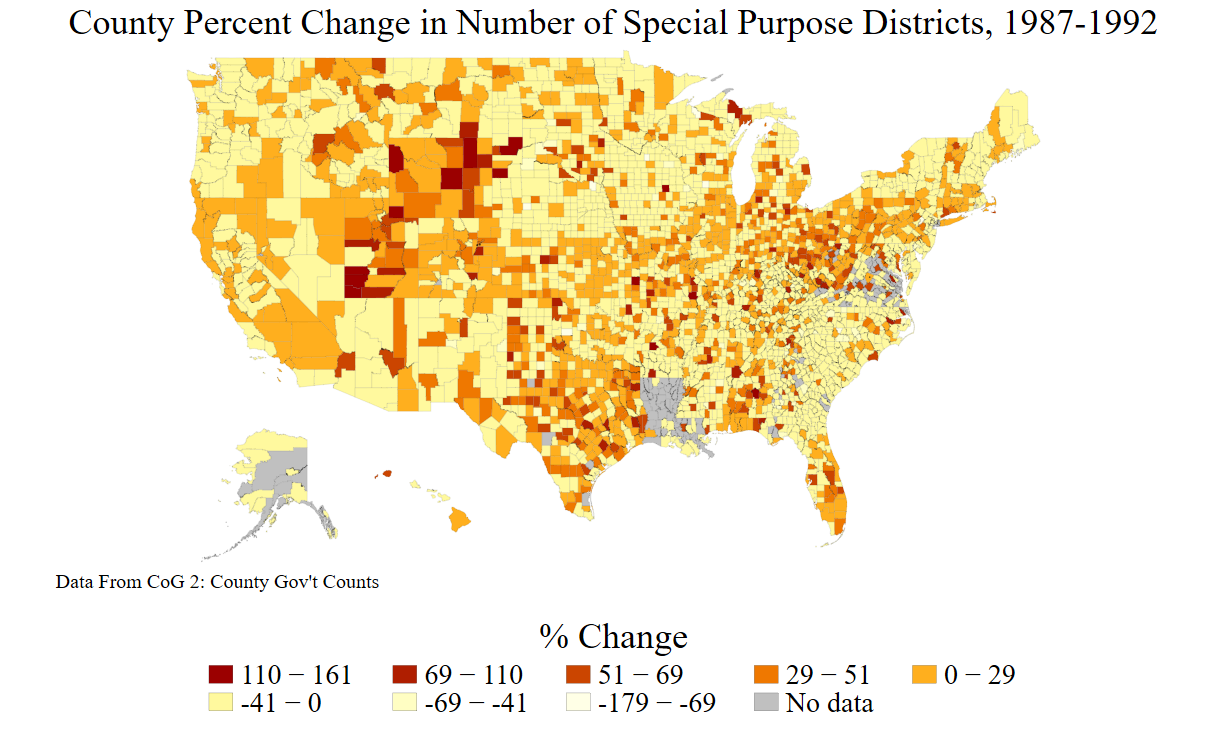 County Percent Change in Number of Special Purpose Districts, 1987-1992
Data From CoG 2: County Gov't Counts
% Change
110 − 161 69 − 110 51 − 69 29 − 51 0 − 29
-41 − 0 -69 − -41 -179 − -69 No data